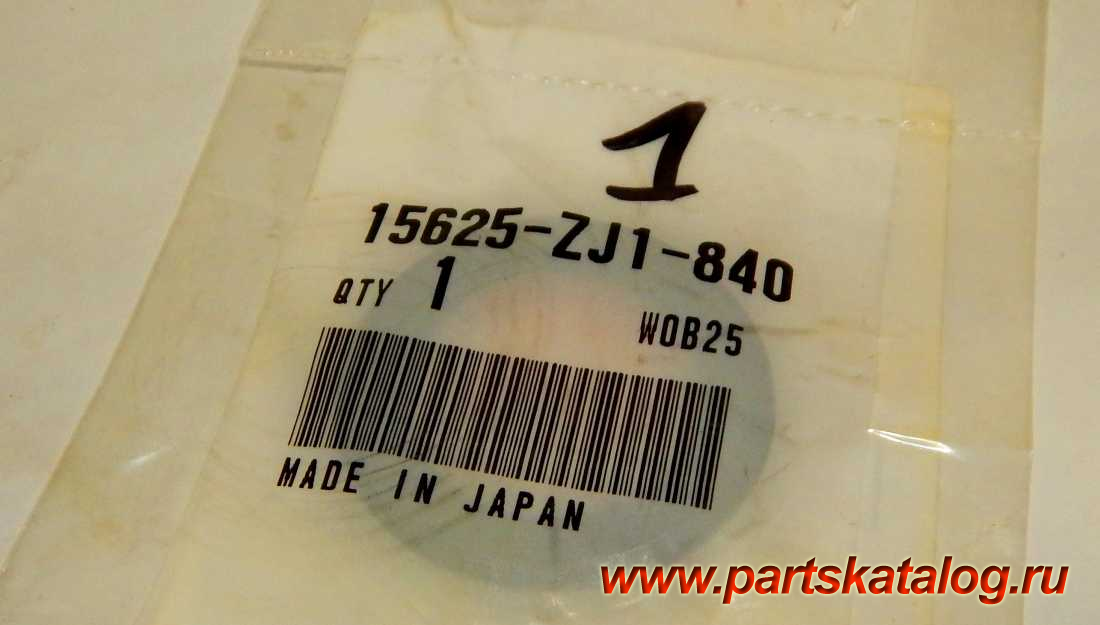 1
15625-ZJ1-840
QTY 1 W0B25
MADE IN JAPAN
www.partskatalog.ru